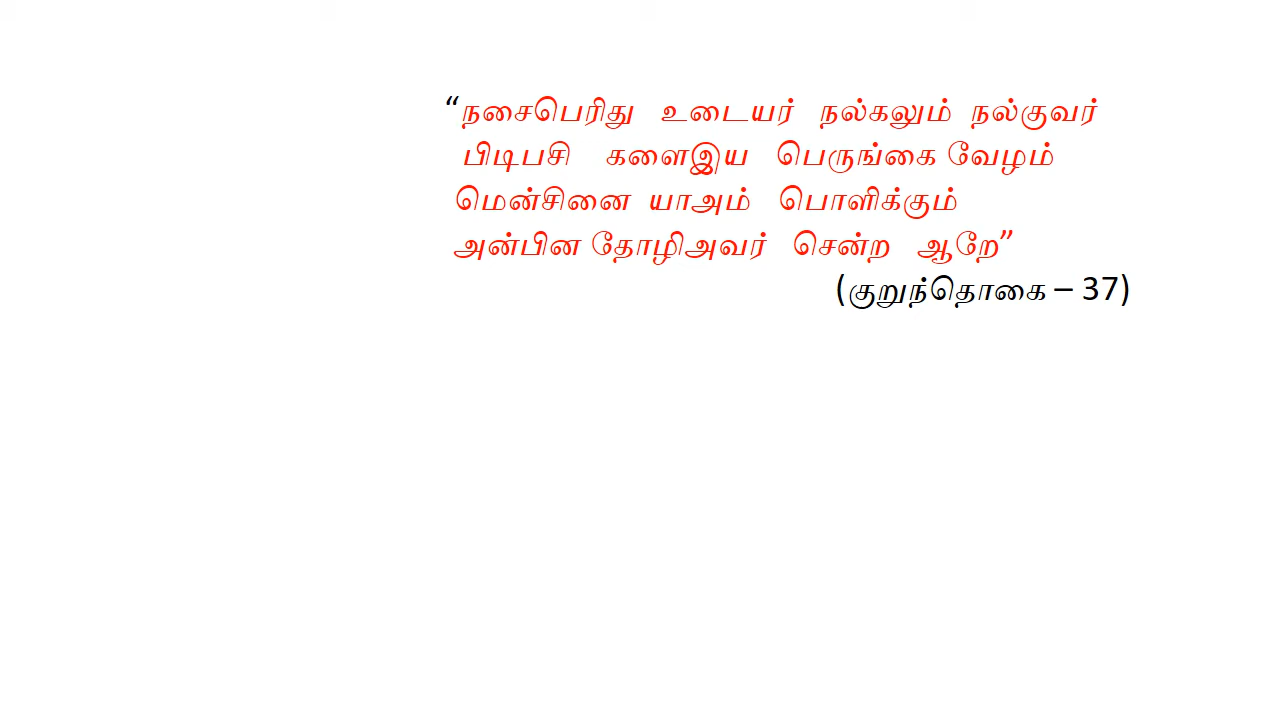 “நசைபெரிது உடையர் நல்கலும் நல்குவர்
பிடிபசி களைஇய பெருங்கை வேழம்
மென்சினை யாஅம் பொளிக்கும்
அன்பின தோழிஅவர் சென்ற ஆறே”
(குறுந்தொகை – 37)